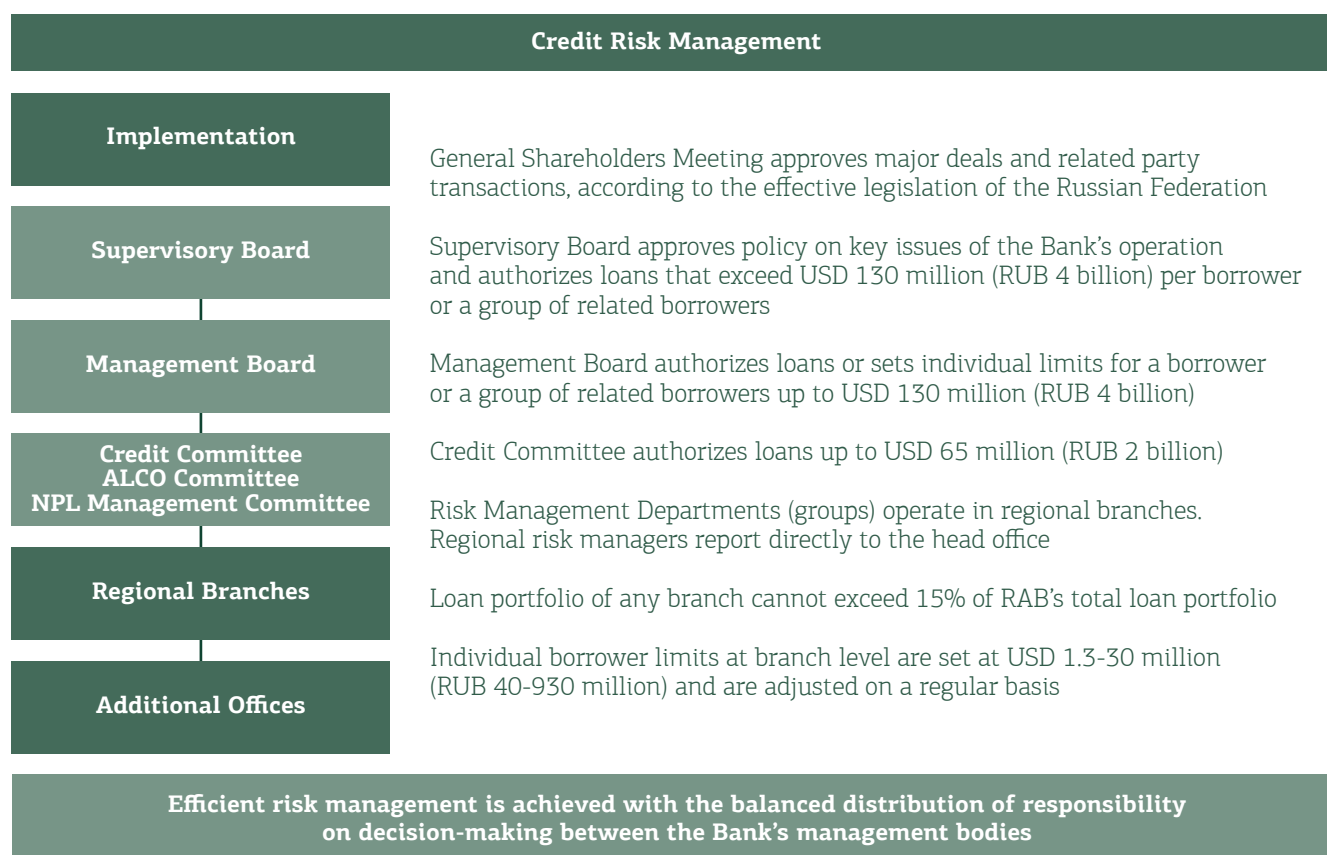 Credit Risk Management
Implementation
General Shareholders Meeting approves major deals and related party
transactions, according to the effective legislation of the Russian Federation
Supervisory Board
Supervisory Board approves policy on key issues of the Bank's operation
and authorizes loans that exceed USD 130 million (RUB 4 billion) per borrower
or a group of related borrowers
Management Board
Management Board authorizes loans or sets individual limits for a borrower
or a group of related borrowers up to USD 130 million (RUB 4 billion)
Credit Committee
ALCO Committee
NPL Management Committee
Credit Committee authorizes loans up to USD 65 million (RUB 2 billion)
Risk Management Departments (groups) operate in regional branches.
Regional risk managers report directly to the head office
Regional Branches
Loan portfolio of any branch cannot exceed 15% of RAB's total loan portfolio
Additional Offices
Individual borrower limits at branch level are set at USD 1.3-30 million
(RUB 40-930 million) and are adjusted on a regular basis
Efficient risk management is achieved with the balanced distribution of responsibility
on decision-making between the Bank's management bodies